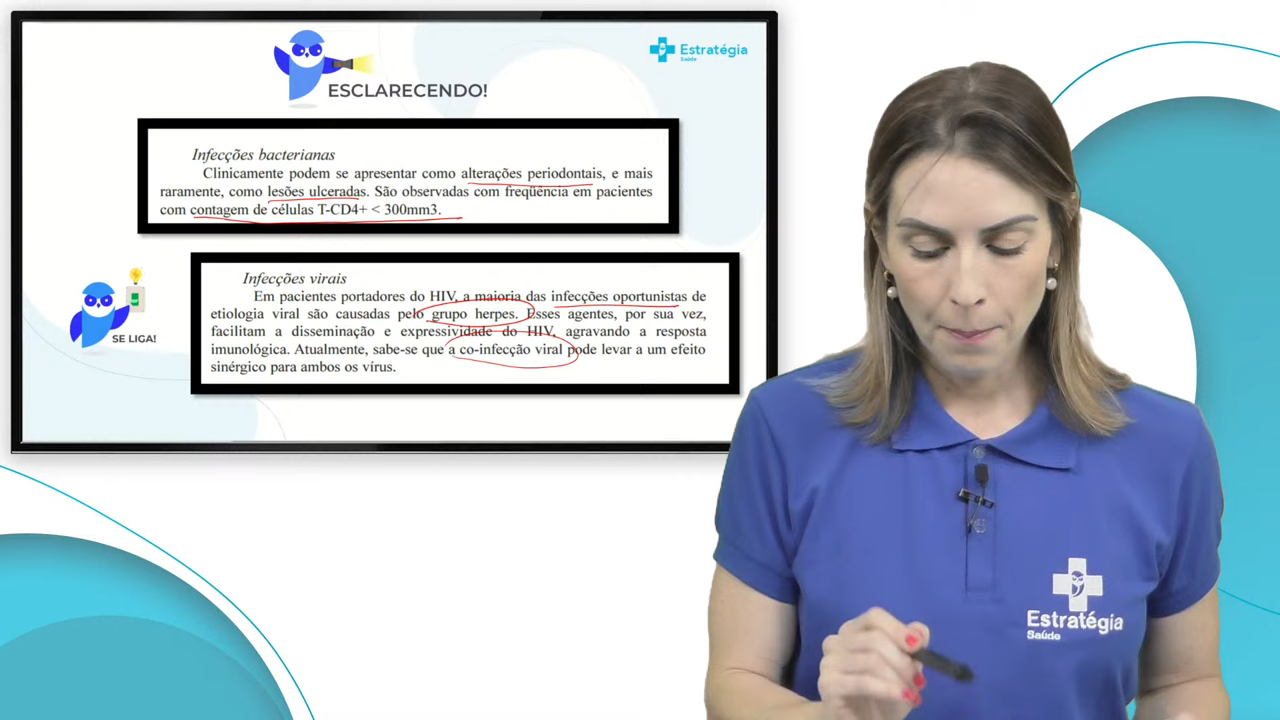 Estratégia
Saúde
ESCLARECENDO!
Infecções bacterianas
Clinicamente podem se apresentar como alterações periodontais, e mais
raramente, como lesões ulceradas. São observadas com freqüência em pacientes
com contagem de células T-CD4+ < 300mm3.
Infecções virais
Em pacientes portadores do HIV, a maioria das infecções oportunistas de
etiologia viral são causadas pelo grupo herpes. Esses agentes, por sua vez,
facilitam a disseminação e expressividade do HIV, agravando a resposta
imunológica. Atualmente, sabe-se que a co-infecção viral pode levar a um efeito
sinérgico para ambos os vírus.
SE LIGA!
Estratégia
Saúde